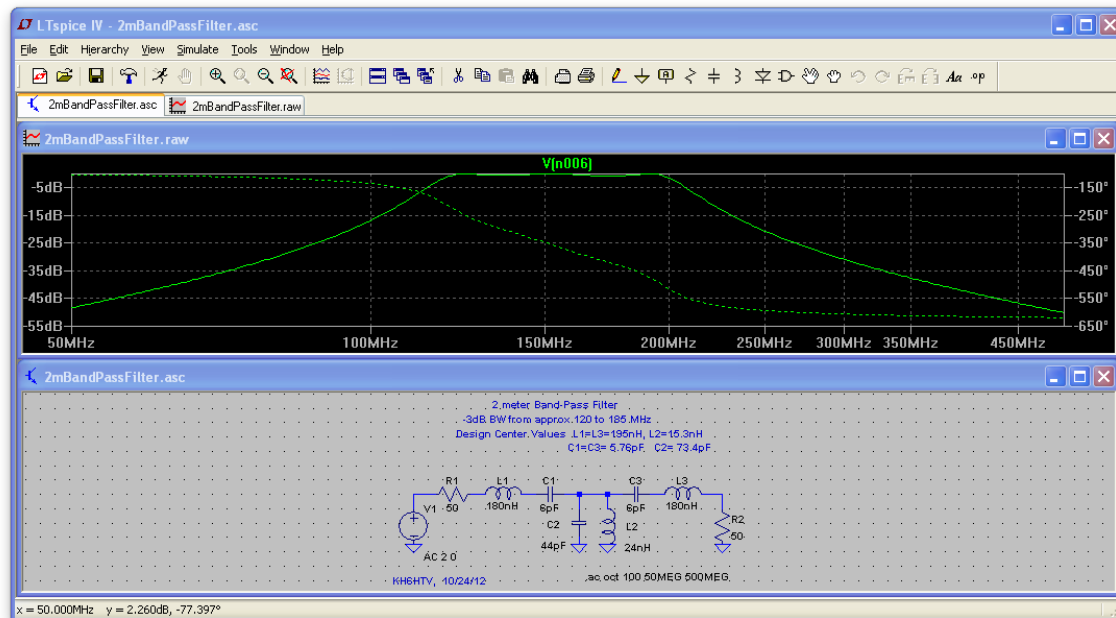 LTspice IV - 2mBandPassFilter.asc
File Edit Hierarchy View Simulate Tools Window Help
Aa .op
2mBandPassFilter.asc 2mBandPassFilter.raw
2mBandPassFilter.raw
V(n006)
-5dB -150°
-15dB -250°
-25dB -350°
-35dB -450°
-45dB -550°
-55dB -650°
50MHz 100MHz 150MHz 200MHz 250MHz 300MHz 350MHz 450MHz
2mBandPassFilter.asc
2 meter Band-Pass Filter
-3dB BW from approx. 120 to 185 MHz
Design Center Values L1=L3=195nH, L2=15.3nH
C1=C3= 5.76pF C2= 73.4pF
R1 L1 C1 C3 L3
50 180nH 6pF 6pF 180nH
V1 C2 L2 R2
44pF 24nH 50
AC 2 0
KH6HTV, 10/24/12 .ac oct 100 50MEG 500MEG
x = 50.000MHz y = 2.260dB, -77.397°